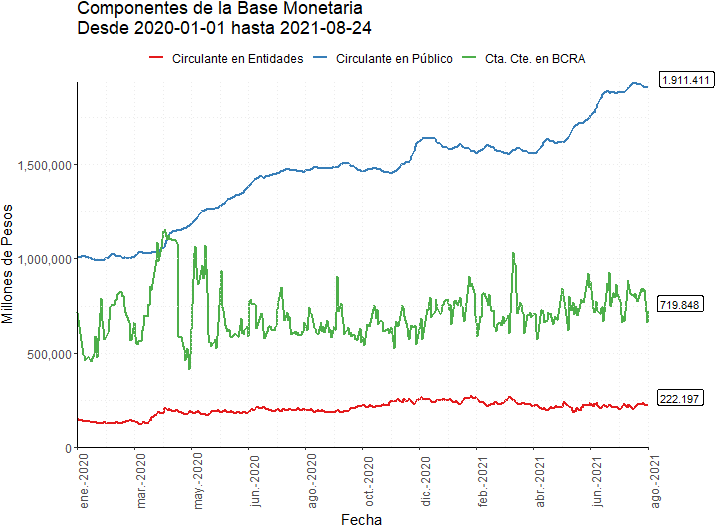 Componentes de la Base Monetaria
Desde 2020-01-01 hasta 2021-08-24
Circulante en Entidades Circulante en Público Cta. Cte. en BCRA
1.911.411
1,500,000
1,000,000
Millones de Pesos
719.848
500,000
222.197
0
ene.-2020 mar.-2020 may.-2020 jun.-2020 ago.-2020 oct.-2020 dic.-2020 feb.-2021 abr.-2021 jun.-2021 ago.-2021
Fecha